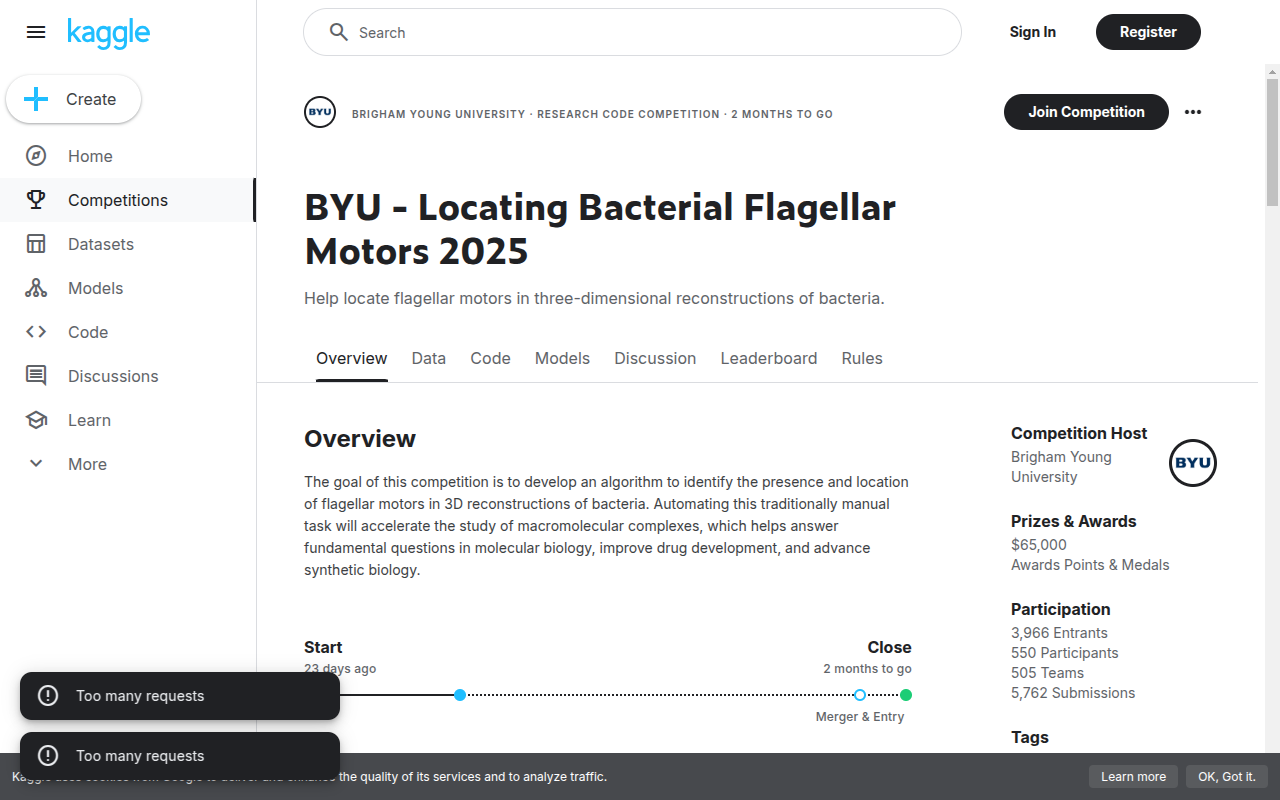 kaggle
Search
Sign In
Register
Create
Home
Competitions
Datasets
Models
Code
Discussions
Learn
More
BYU
BRIGHAM YOUNG UNIVERSITY · RESEARCH CODE COMPETITION · 2 MONTHS TO GO
Join Competition
BYU - Locating Bacterial Flagellar
Motors 2025
Help locate flagellar motors in three-dimensional reconstructions of bacteria.
Overview
Data
Code
Models
Discussion
Leaderboard
Rules
Overview
The goal of this competition is to develop an algorithm to identify the presence and location
of flagellar motors in 3D reconstructions of bacteria. Automating this traditionally manual
task will accelerate the study of macromolecular complexes, which helps answer
fundamental questions in molecular biology, improve drug development, and advance
synthetic biology.
Start
23 days ago
Close
2 months to go
Merger & Entry
Competition Host
Brigham Young
University
BYU
Prizes & Awards
$65,000
Awards Points & Medals
Participation
3,966 Entrants
550 Participants
505 Teams
5,762 Submissions
Tags
Too many requests
Too many requests
the quality of its services and to analyze traffic.
Learn more
OK, Got it.